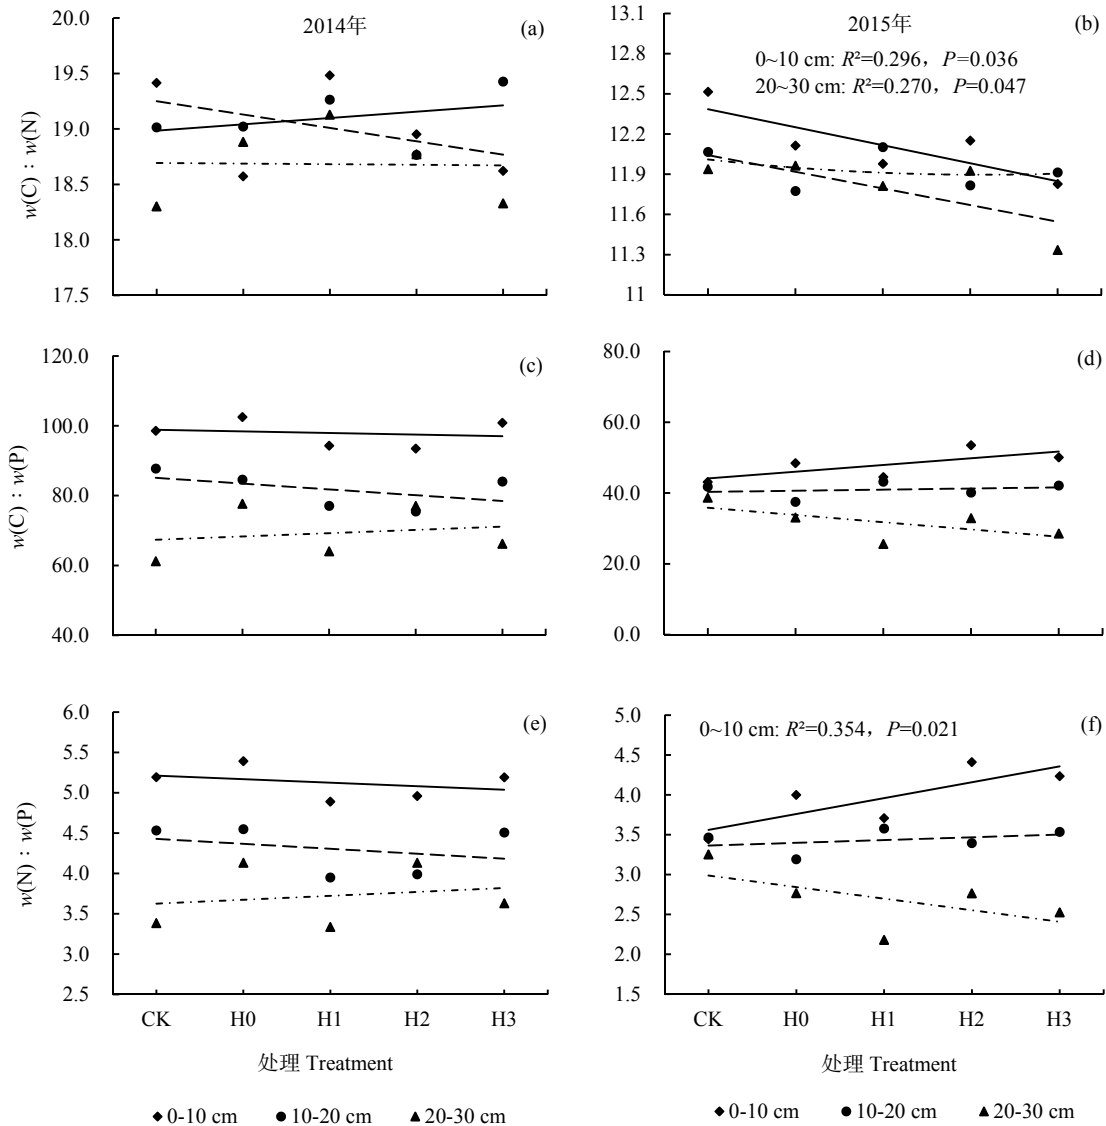 2014年
(a)
20.0
19.5
19.0
18.5
18.0
17.5
w(C)：w(N)
2015年
(b)
0~10 cm: R²=0.296，P=0.036
20~30 cm: R²=0.270，P=0.047
13.1
12.8
12.5
12.2
11.9
11.6
11.3
11
(c)
120.0
100.0
80.0
60.0
40.0
w(C)：w(P)
(d)
80.0
60.0
40.0
20.0
0.0
(e)
6.0
5.5
5.0
4.5
4.0
3.5
3.0
2.5
w(N)：w(P)
CK H0 H1 H2 H3
处理 Treatment
0-10 cm 10-20 cm 20-30 cm
(f)
0~10 cm: R²=0.354，P=0.021
5.0
4.5
4.0
3.5
3.0
2.5
2.0
1.5
CK H0 H1 H2 H3
处理 Treatment
0-10 cm 10-20 cm 20-30 cm